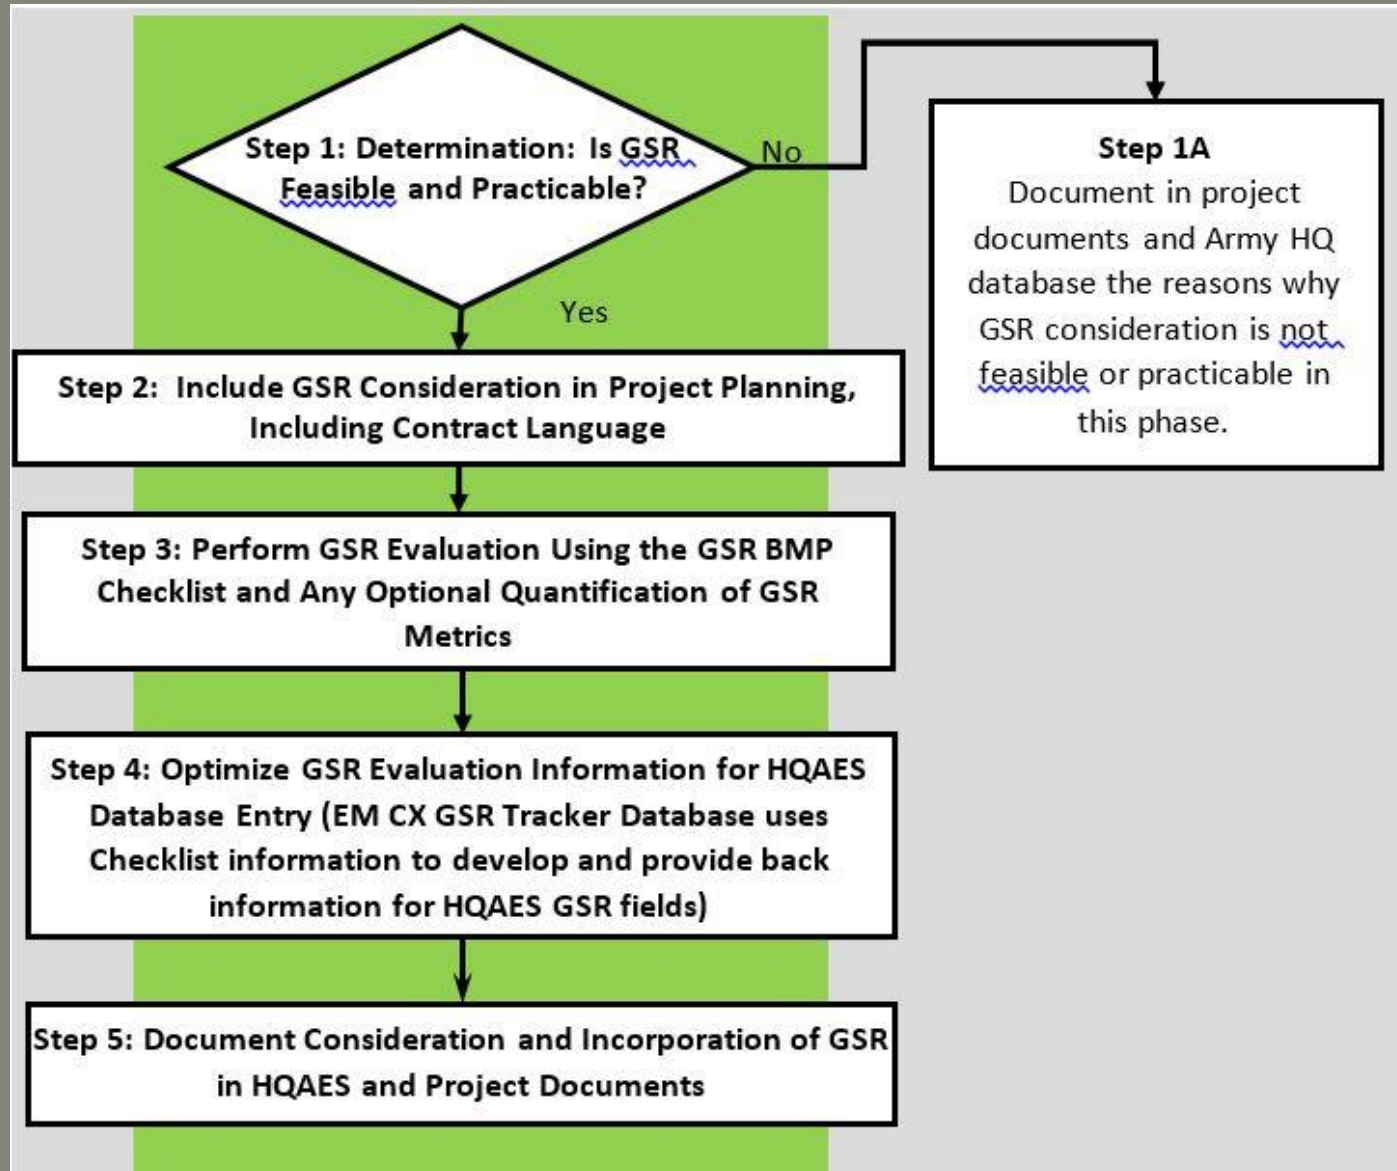 Step 1: Determination: Is GSR
Feasible and Practicable?
No
Yes
Step 1A
Document in project
documents and Army HQ
database the reasons why
GSR consideration is not
feasible or practicable in
this phase.
Step 2: Include GSR Consideration in Project Planning,
Including Contract Language
Step 3: Perform GSR Evaluation Using the GSR BMP
Checklist and Any Optional Quantification of GSR
Metrics
Step 4: Optimize GSR Evaluation Information for HQAES
Database Entry (EM CX GSR Tracker Database uses
Checklist information to develop and provide back
information for HQAES GSR fields)
Step 5: Document Consideration and Incorporation of GSR
in HQAES and Project Documents